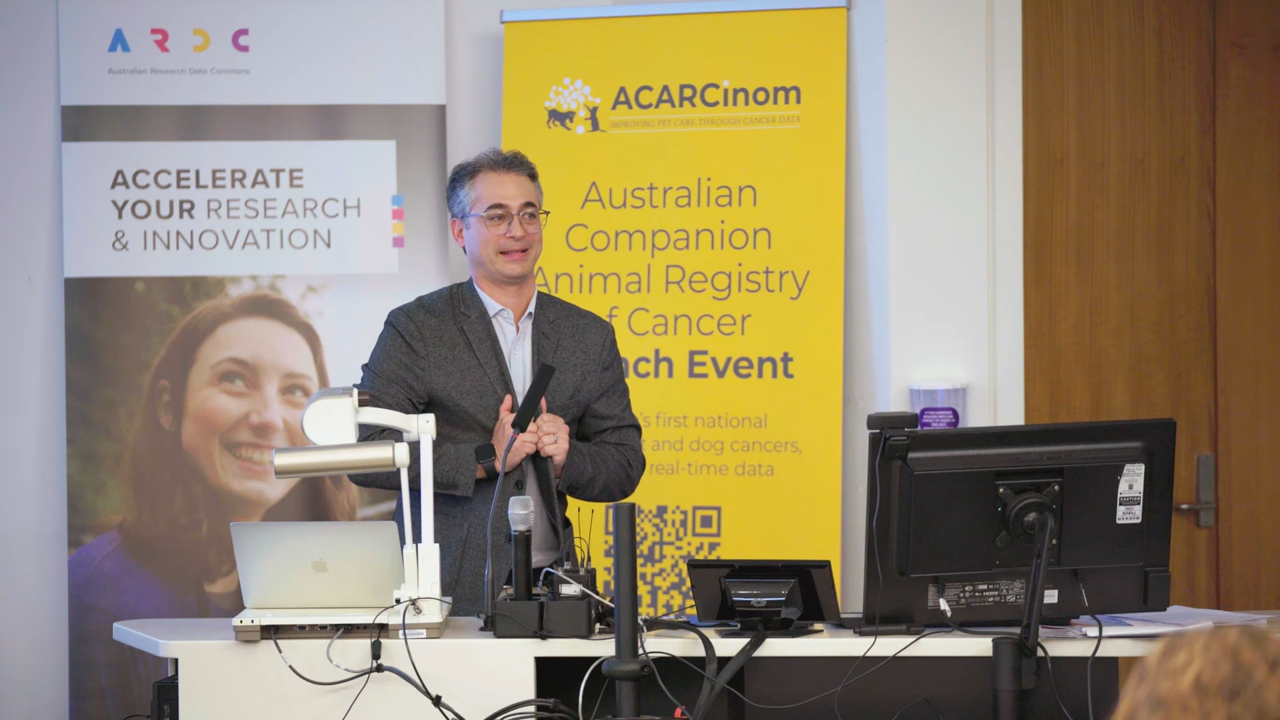 ARDC
Australian Research Data Commons
ACCELERATE
YOUR RESEARCH
& INNOVATION
ACARCinom
IMPROVING PET CARE THROUGH CANCER DATA
Australian
Companion
Animal Registry
f Cancer
nch Event
's first national
t and dog cancers,
real-time data